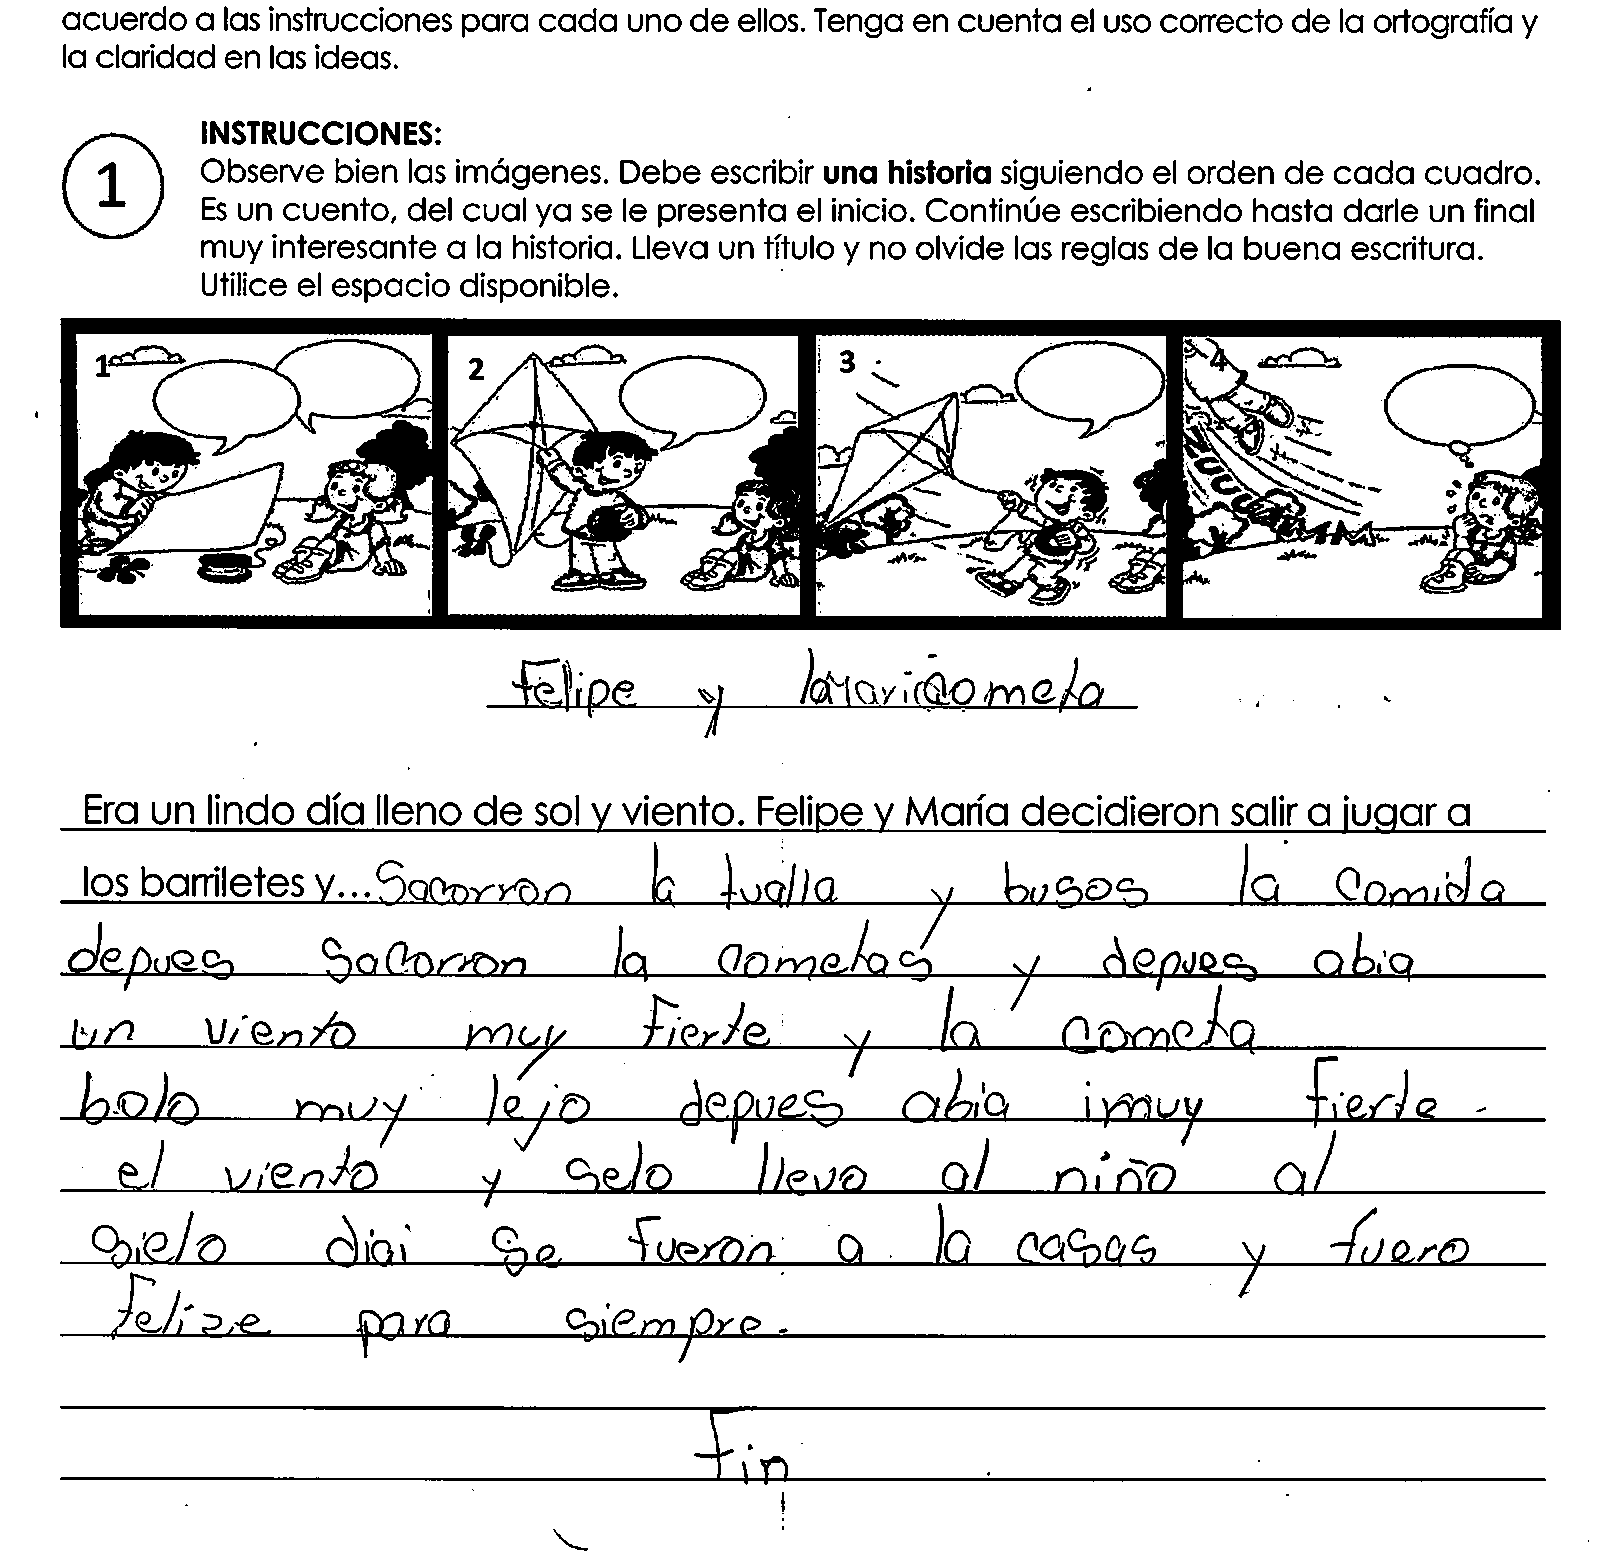 acuerdo a las instrucciones para cada uno de ellos. Tenga en cuenta el uso correcto de la ortografía y
la claridad en las ideas.
1
INSTRUCCIONES:
Observe bien las imágenes. Debe escribir una historia siguiendo el orden de cada cuadro.
Es un cuento, del cual ya se le presenta el inicio. Continúe escribiendo hasta darle un final
muy interesante a la historia. Lleva un título y no olvide las reglas de la buena escritura.
Utilice el espacio disponible.
1 2 3 4
Felipe y la cometa
Era un lindo día lleno de sol y viento. Felipe y María decidieron salir a jugar a
los barriletes y... Sacarron la tualla y busos la comida
depues sacarron la cometas y depues abia
un viento muy fierte y la cometa
bolo muy lejo depues abia muy fierte
el viento y selo llevo al niño al
sielo diai se fueron a la casas y fuero
felize para siempre.
Fin